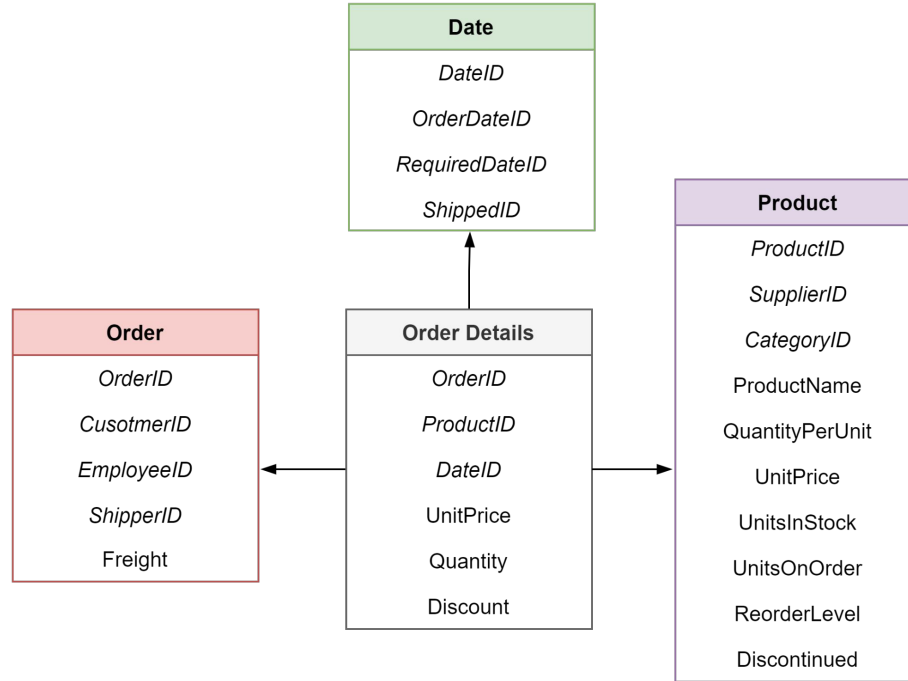 Date
DateID
OrderDateID
RequiredDateID
ShippedID
Order
OrderID
CusotmerID
EmployeeID
ShipperID
Freight
Order Details
OrderID
ProductID
DateID
UnitPrice
Quantity
Discount
Product
ProductID
SupplierID
CategoryID
ProductName
QuantityPerUnit
UnitPrice
UnitsInStock
UnitsOnOrder
ReorderLevel
Discontinued